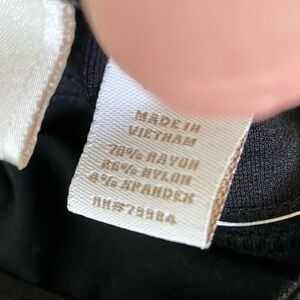 MADE IN
VIETNAM
70% RAYON
26% NYLON
4% SPANDEX
RN#79984